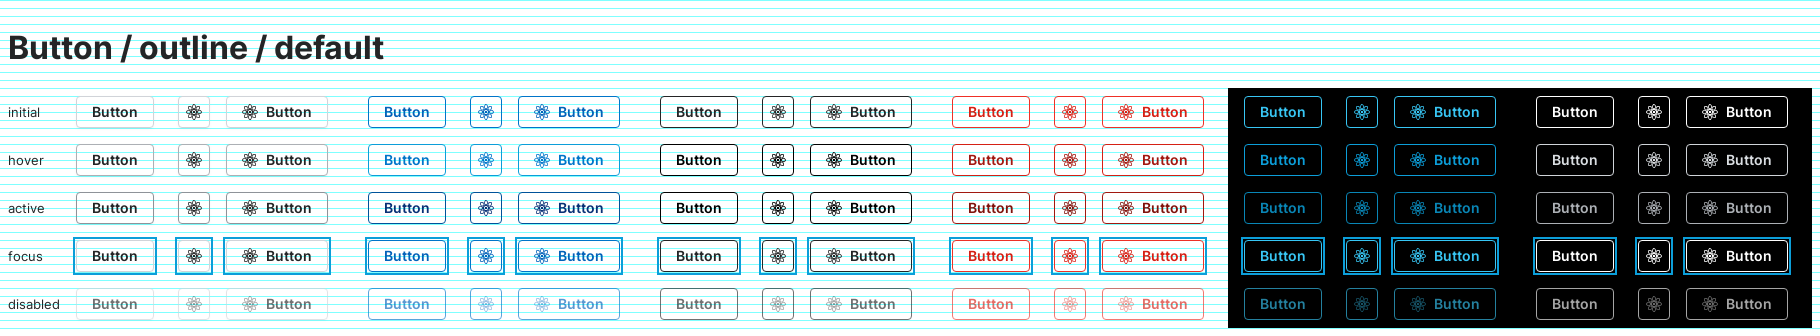 Button / outline / default
initial Button Button Button Button Button Button Button Button Button Button Button Button
hover Button Button Button Button Button Button Button Button Button Button Button Button
active Button Button Button Button Button Button Button Button Button Button Button Button
focus Button Button Button Button Button Button Button Button Button Button Button Button
disabled Button Button Button Button Button Button Button Button Button Button Button Button